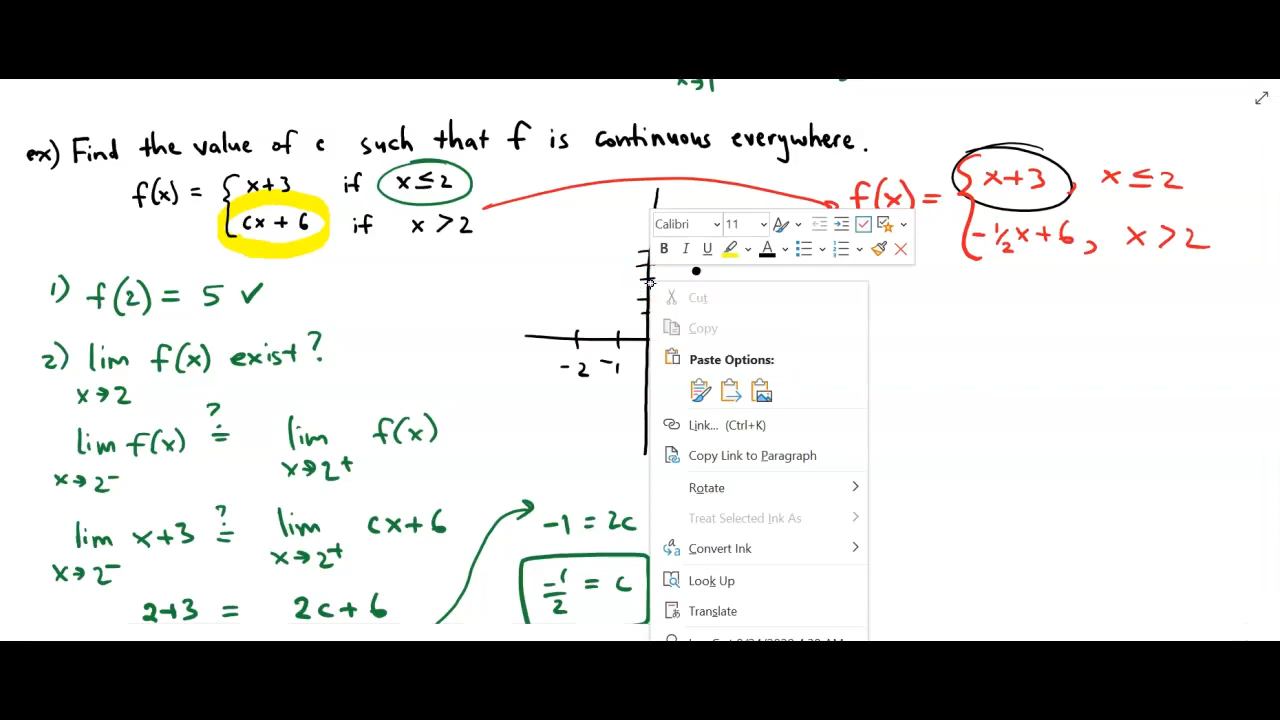 x→1
ex) Find the value of c such that f is continuous everywhere.
f(x) = { x+3 if x ≤ 2
cx + 6 if x > 2
f(x) = { x+3 , x ≤ 2
-1/2x+6, x > 2
1) f(2) = 5 ✓
2) lim f(x) exist?
x→2
lim f(x) ?= lim f(x)
x→2⁻ x→2⁺
lim x+3 ?= lim cx+6
x→2⁻ x→2⁺
2+3 = 2c+6
-1 = 2c
-1/2 = c
-2 -1
Calibri 11
B I U A
Cut
Copy
Paste Options:
Link... (Ctrl+K)
Copy Link to Paragraph
Rotate
Treat Selected Ink As
Convert Ink
Look Up
Translate